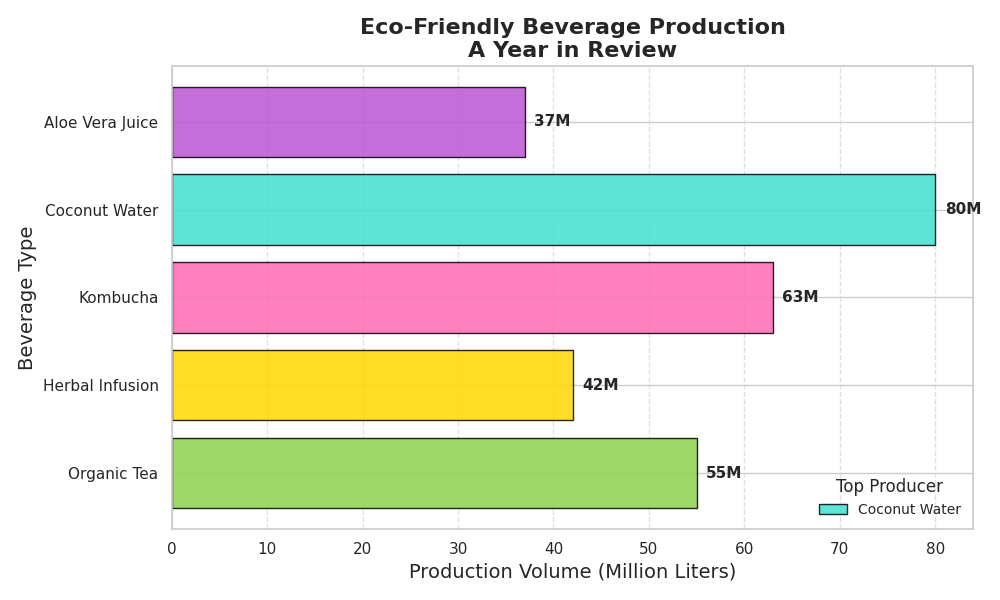 Eco-Friendly Beverage Production
A Year in Review
Beverage Type
Aloe Vera Juice
37M
Coconut Water
80M
Kombucha
63M
Herbal Infusion
42M
Organic Tea
55M
Top Producer
Coconut Water
0 10 20 30 40 50 60 70 80
Production Volume (Million Liters)